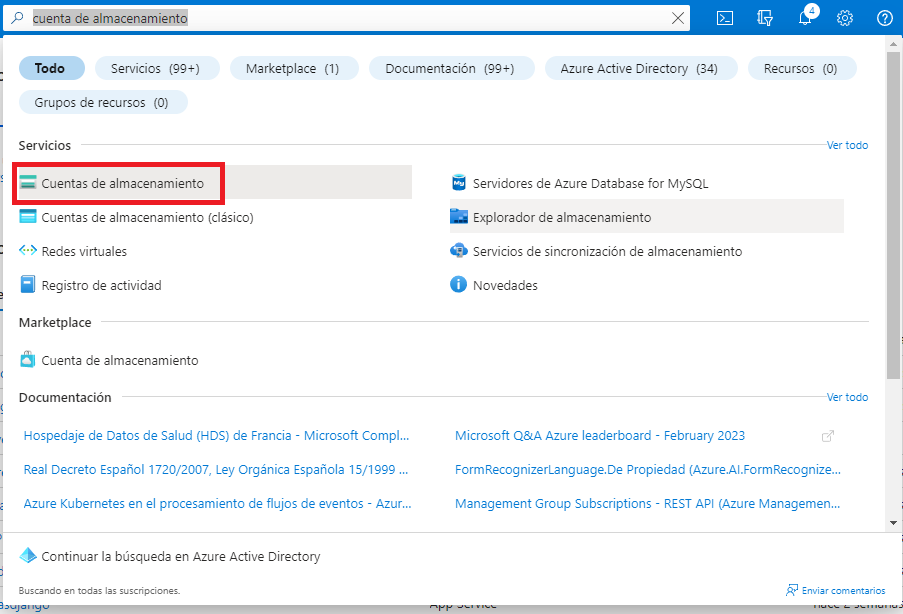 cuenta de almacenamiento
4
Todo
Servicios (99+)
Marketplace (1)
Documentación (99+)
Azure Active Directory (34)
Recursos (0)
Grupos de recursos (0)
Servicios
Ver todo
Cuentas de almacenamiento
Servidores de Azure Database for MySQL
Cuentas de almacenamiento (clásico)
Explorador de almacenamiento
Redes virtuales
Servicios de sincronización de almacenamiento
Registro de actividad
Novedades
Marketplace
Cuenta de almacenamiento
Documentación
Ver todo
Hospedaje de Datos de Salud (HDS) de Francia - Microsoft Compl...
Microsoft Q&A Azure leaderboard - February 2023
Real Decreto Español 1720/2007, Ley Orgánica Española 15/1999 ...
FormRecognizerLanguage.De Propiedad (Azure.AI.FormRecognize...
Azure Kubernetes en el procesamiento de flujos de eventos - Azur...
Management Group Subscriptions - REST API (Azure Managemen...
Continuar la búsqueda en Azure Active Directory
Buscando en todas las suscripciones.
Enviar comentarios
App Service
hace 2 semanas